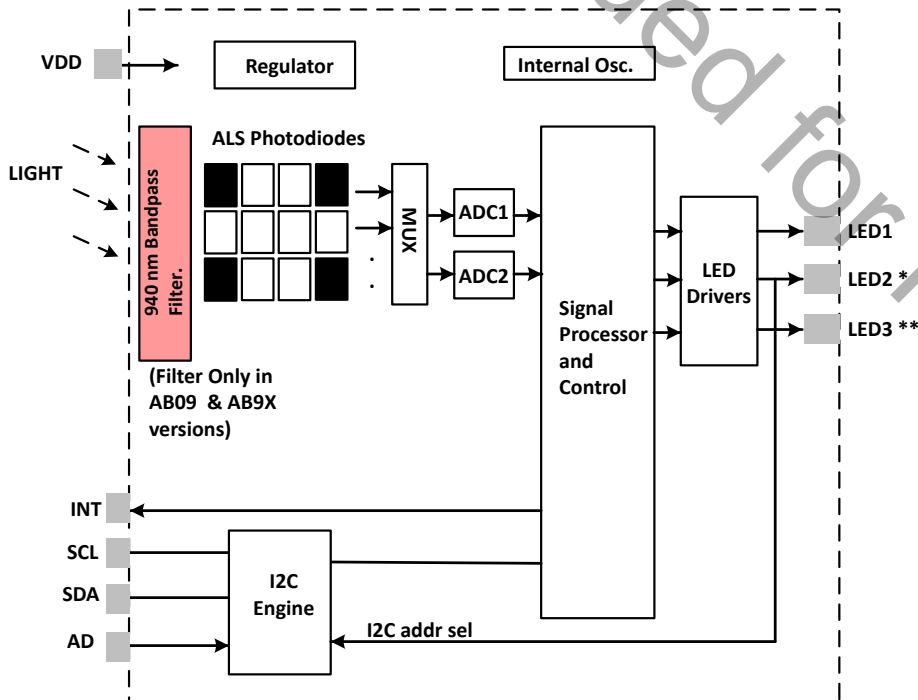 VDD
Regulator
Internal Osc.
ALS Photodiodes
LIGHT
940 nm Bandpass
Filter.
MUX
ADC1
ADC2
Signal
Processor
and
Control
LED
Drivers
LED1
LED2 *
LED3 **
(Filter Only in
AB09 & AB9X
versions)
INT
SCL
SDA
AD
I2C
Engine
I2C addr sel
for